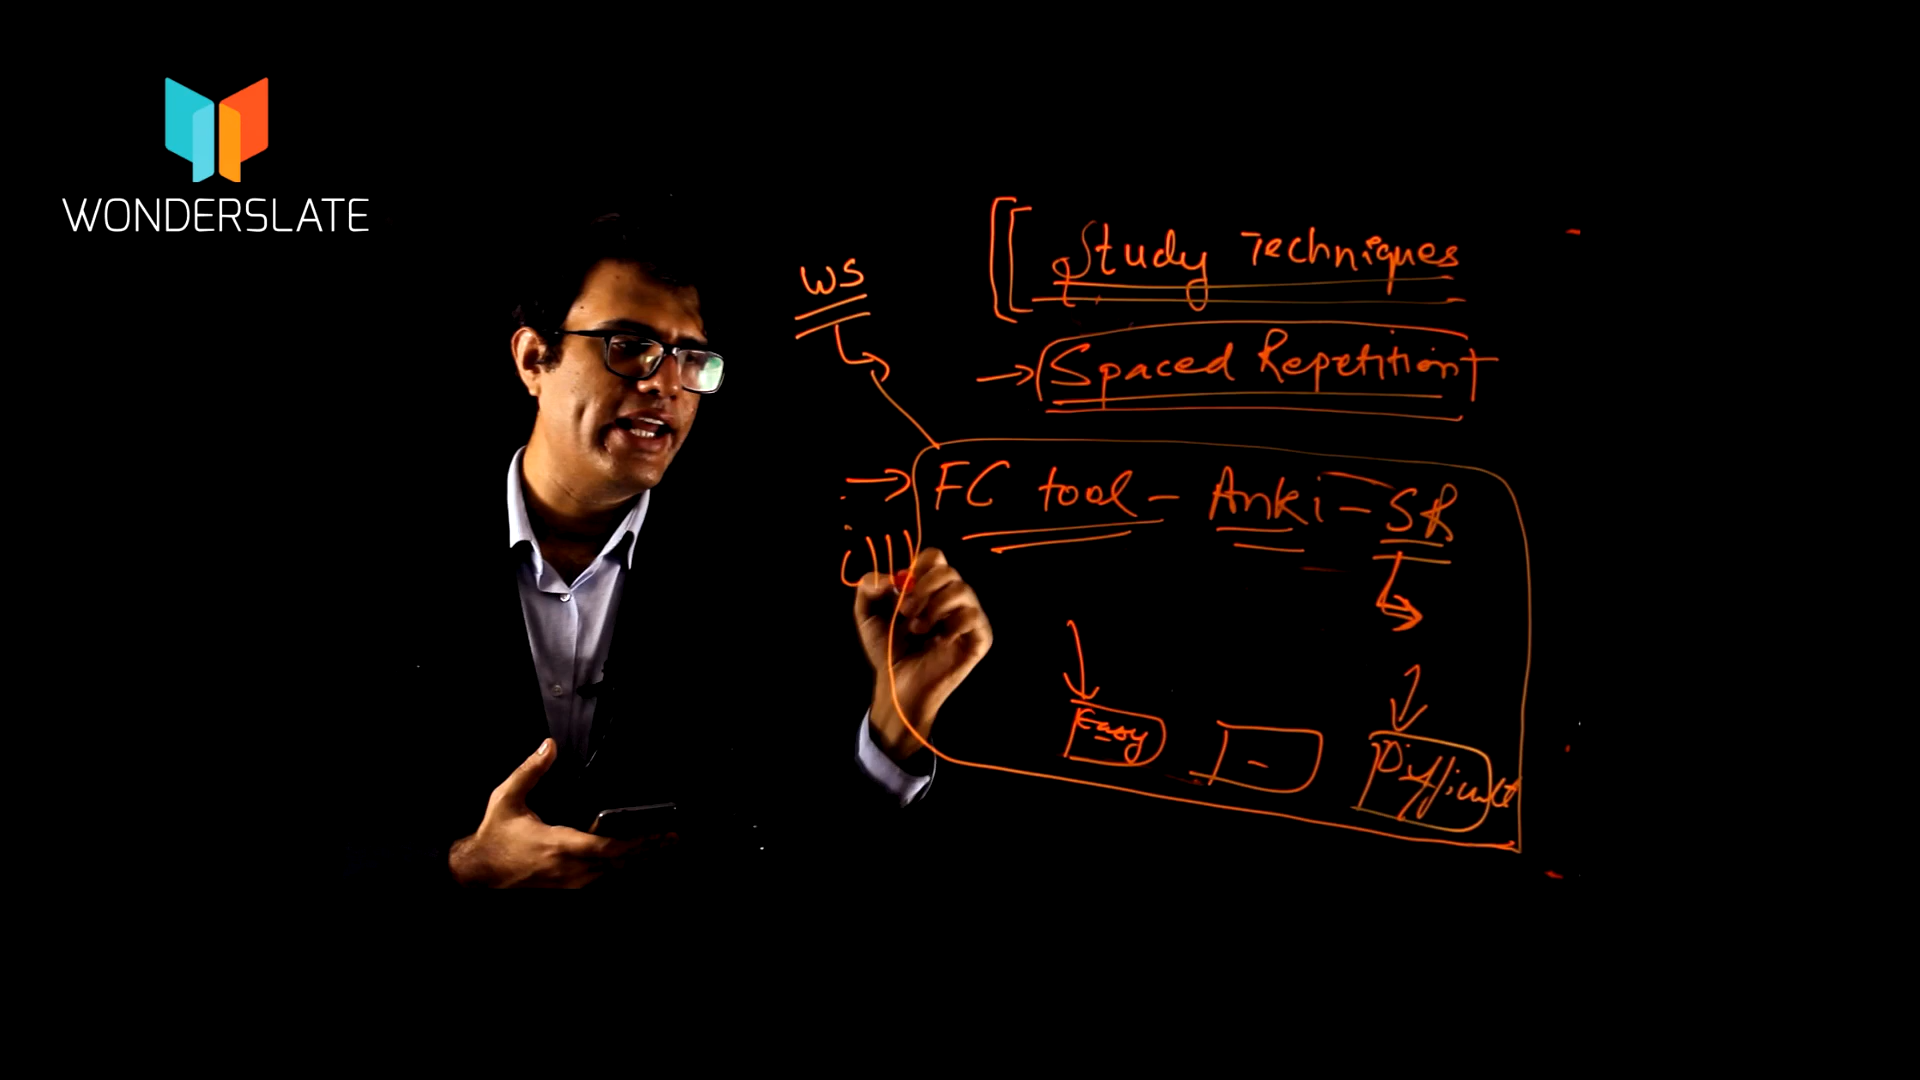 WONDERSLATE
Study Techniques
WS
Spaced Repetition
FC tool - Anki - SR
Easy
-
Difficult